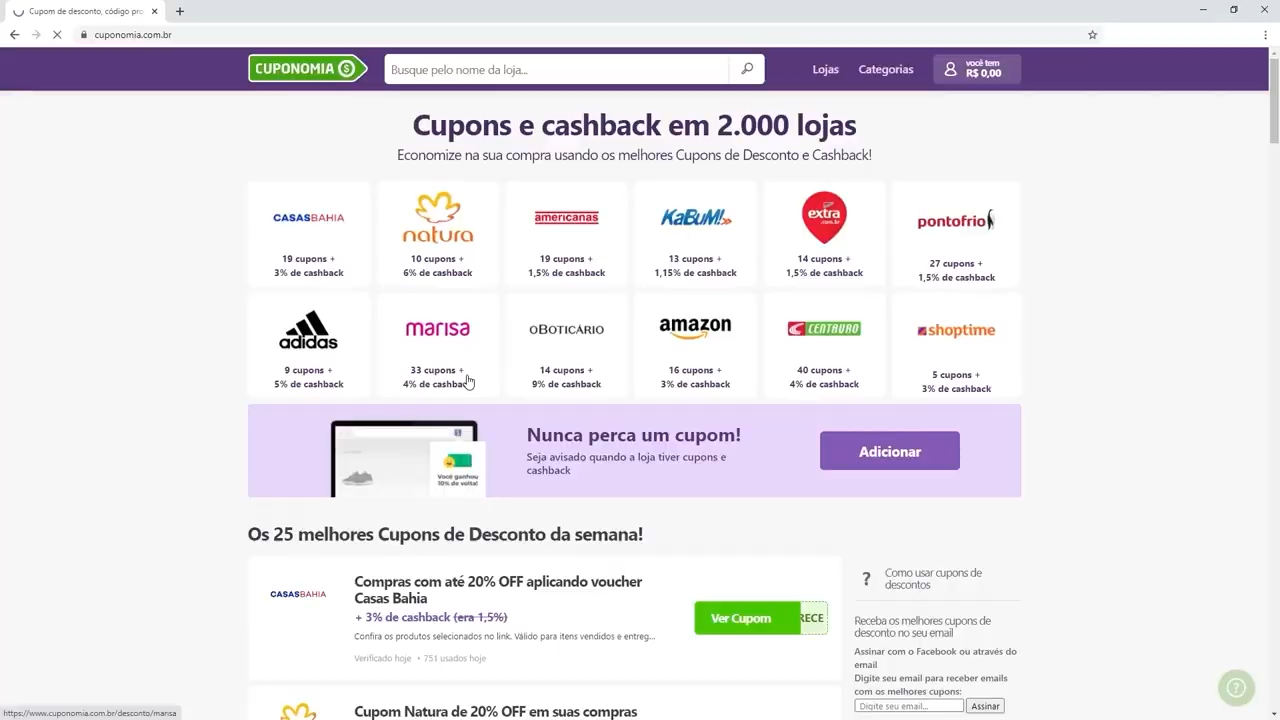 Cupom de desconto, código pro
cuponomia.com.br
CUPONOMIA $
Busque pelo nome da loja...
Lojas
Categorias
você tem
R$ 0,00
Cupons e cashback em 2.000 lojas
Economize na sua compra usando os melhores Cupons de Desconto e Cashback!
CASASBAHIA
natura
americanas
KaBuM!
extra
.com.br
pontofrio
19 cupons +
3% de cashback
10 cupons +
6% de cashback
19 cupons +
1,5% de cashback
13 cupons +
1,15% de cashback
14 cupons +
1,5% de cashback
27 cupons +
1,5% de cashback
adidas
marisa
oBOTICÁRIO
amazon
CENTAURO
shoptime
9 cupons +
5% de cashback
33 cupons +
4% de cashback
14 cupons +
9% de cashback
16 cupons +
3% de cashback
40 cupons +
4% de cashback
5 cupons +
3% de cashback
Você ganhou
10% de volta!
Nunca perca um cupom!
Seja avisado quando a loja tiver cupons e
cashback
Adicionar
Os 25 melhores Cupons de Desconto da semana!
CASASBAHIA
Compras com até 20% OFF aplicando voucher
Casas Bahia
+ 3% de cashback (era 1,5%)
Confira os produtos selecionados no link. Válido para itens vendidos e entreg...
Verificado hoje • 751 usados hoje
Ver Cupom
RECE
Cupom Natura de 20% OFF em suas compras
? Como usar cupons de
descontos
Receba os melhores cupons de
desconto no seu email
Assinar com o Facebook ou através do
email
Digite seu email para receber emails
com os melhores cupons:
Digite seu email...
Assinar
?
https://www.cuponomia.com.br/desconto/marisa